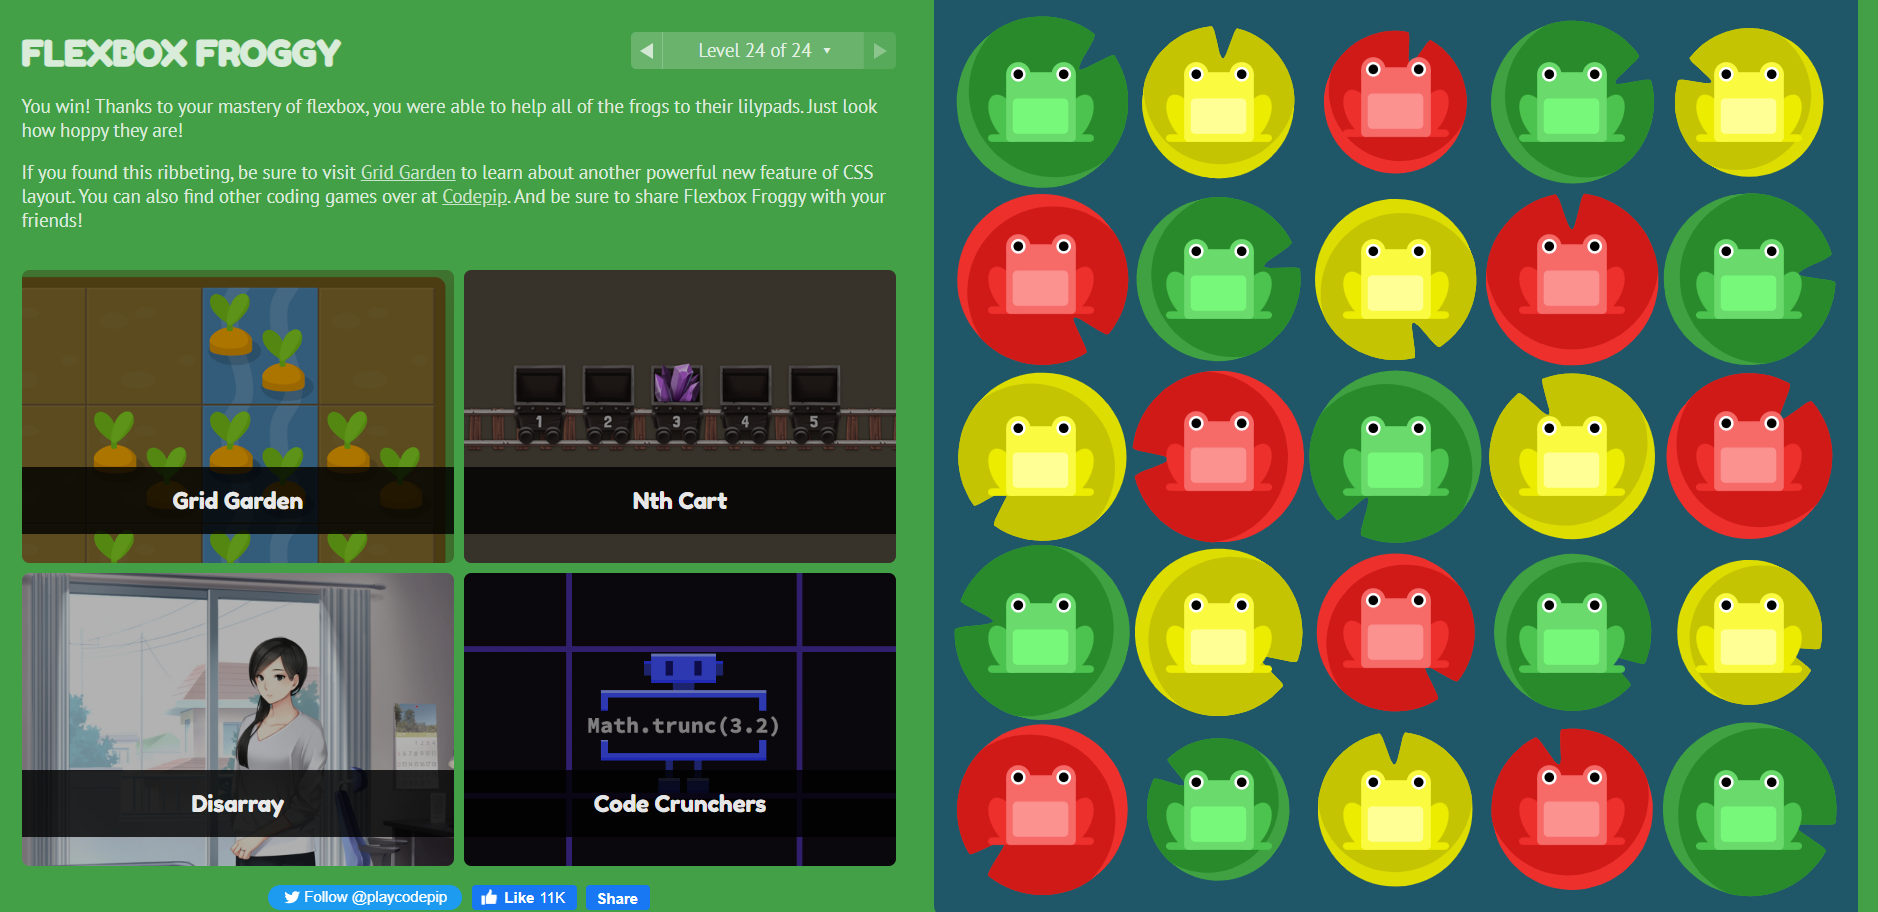 FLEXBOX FROGGY
Level 24 of 24
You win! Thanks to your mastery of flexbox, you were able to help all of the frogs to their lilypads. Just look
how hoppy they are!
If you found this ribbeting, be sure to visit Grid Garden to learn about another powerful new feature of CSS
layout. You can also find other coding games over at Codepip. And be sure to share Flexbox Froggy with your
friends!
1 2 3 4 5
Grid Garden
Nth Cart
Math.trunc(3.2)
Disarray
Code Crunchers
Follow @playcodepip
Like 11K
Share